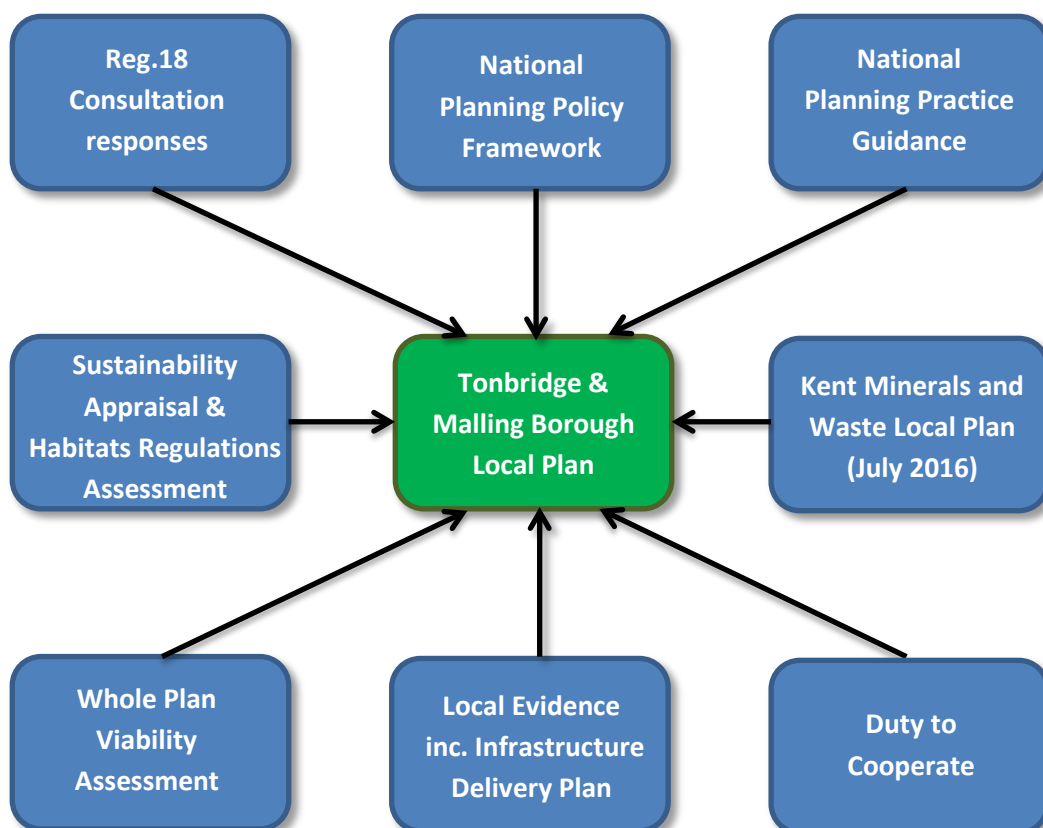 Reg.18
Consultation
responses
National
Planning Policy
Framework
National
Planning Practice
Guidance
Sustainability
Appraisal &
Habitats Regulations
Assessment
Tonbridge &
Malling Borough
Local Plan
Kent Minerals and
Waste Local Plan
(July 2016)
Whole Plan
Viability
Assessment
Local Evidence
inc. Infrastructure
Delivery Plan
Duty to
Cooperate